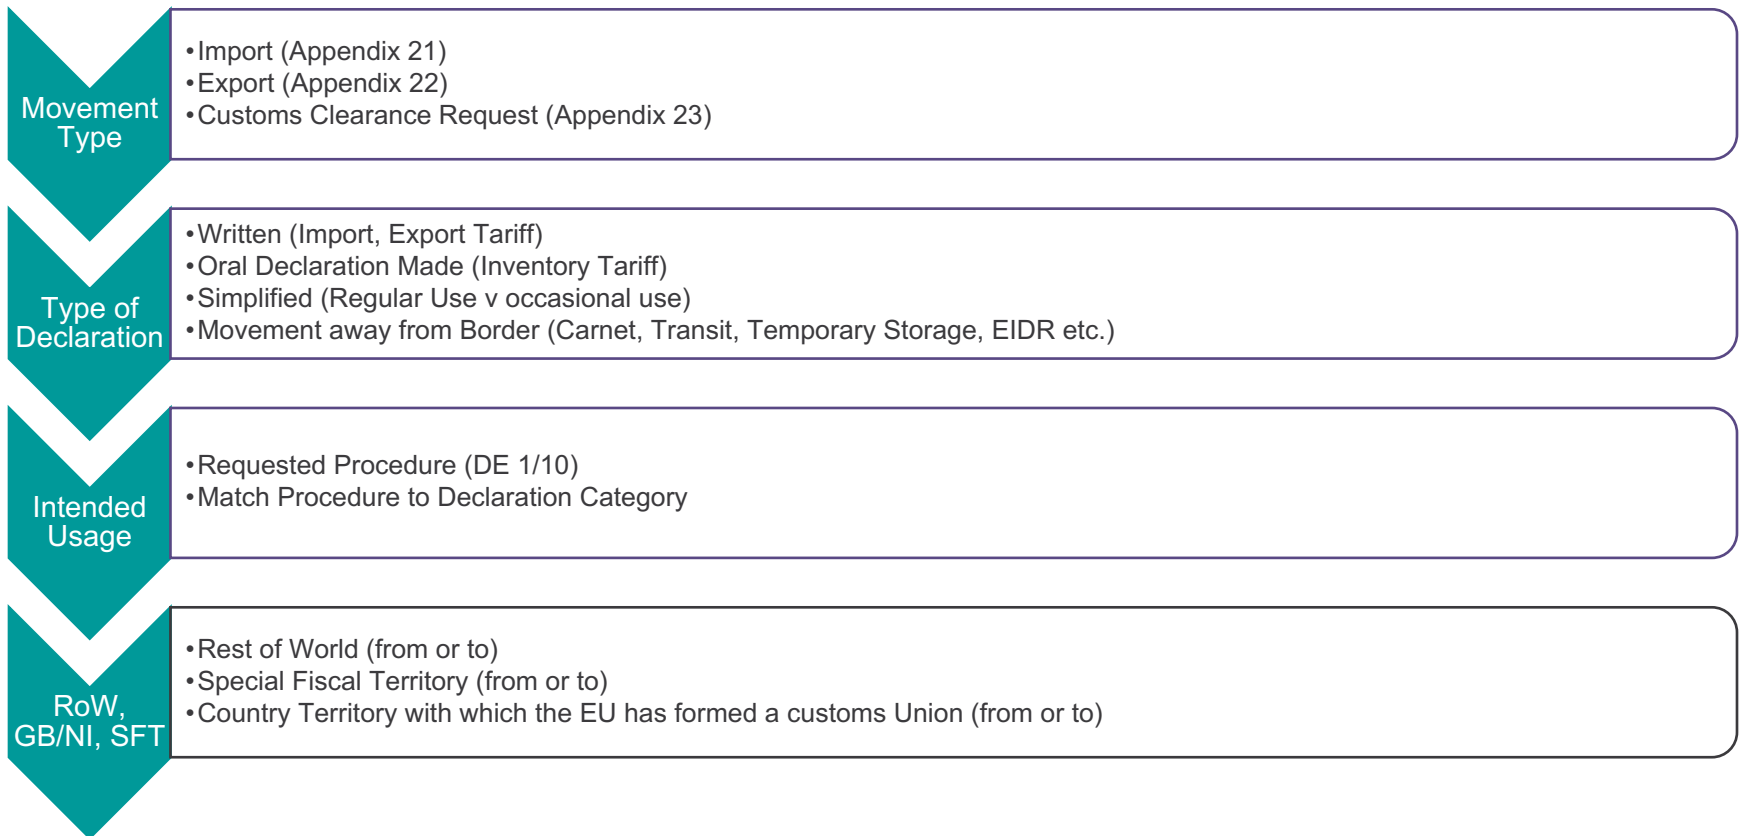 Movement
Type
•Import (Appendix 21)
•Export (Appendix 22)
•Customs Clearance Request (Appendix 23)
Type of
Declaration
•Written (Import, Export Tariff)
•Oral Declaration Made (Inventory Tariff)
•Simplified (Regular Use v occasional use)
•Movement away from Border (Carnet, Transit, Temporary Storage, EIDR etc.)
Intended
Usage
•Requested Procedure (DE 1/10)
•Match Procedure to Declaration Category
RoW,
GB/NI, SFT
•Rest of World (from or to)
•Special Fiscal Territory (from or to)
•Country Territory with which the EU has formed a customs Union (from or to)